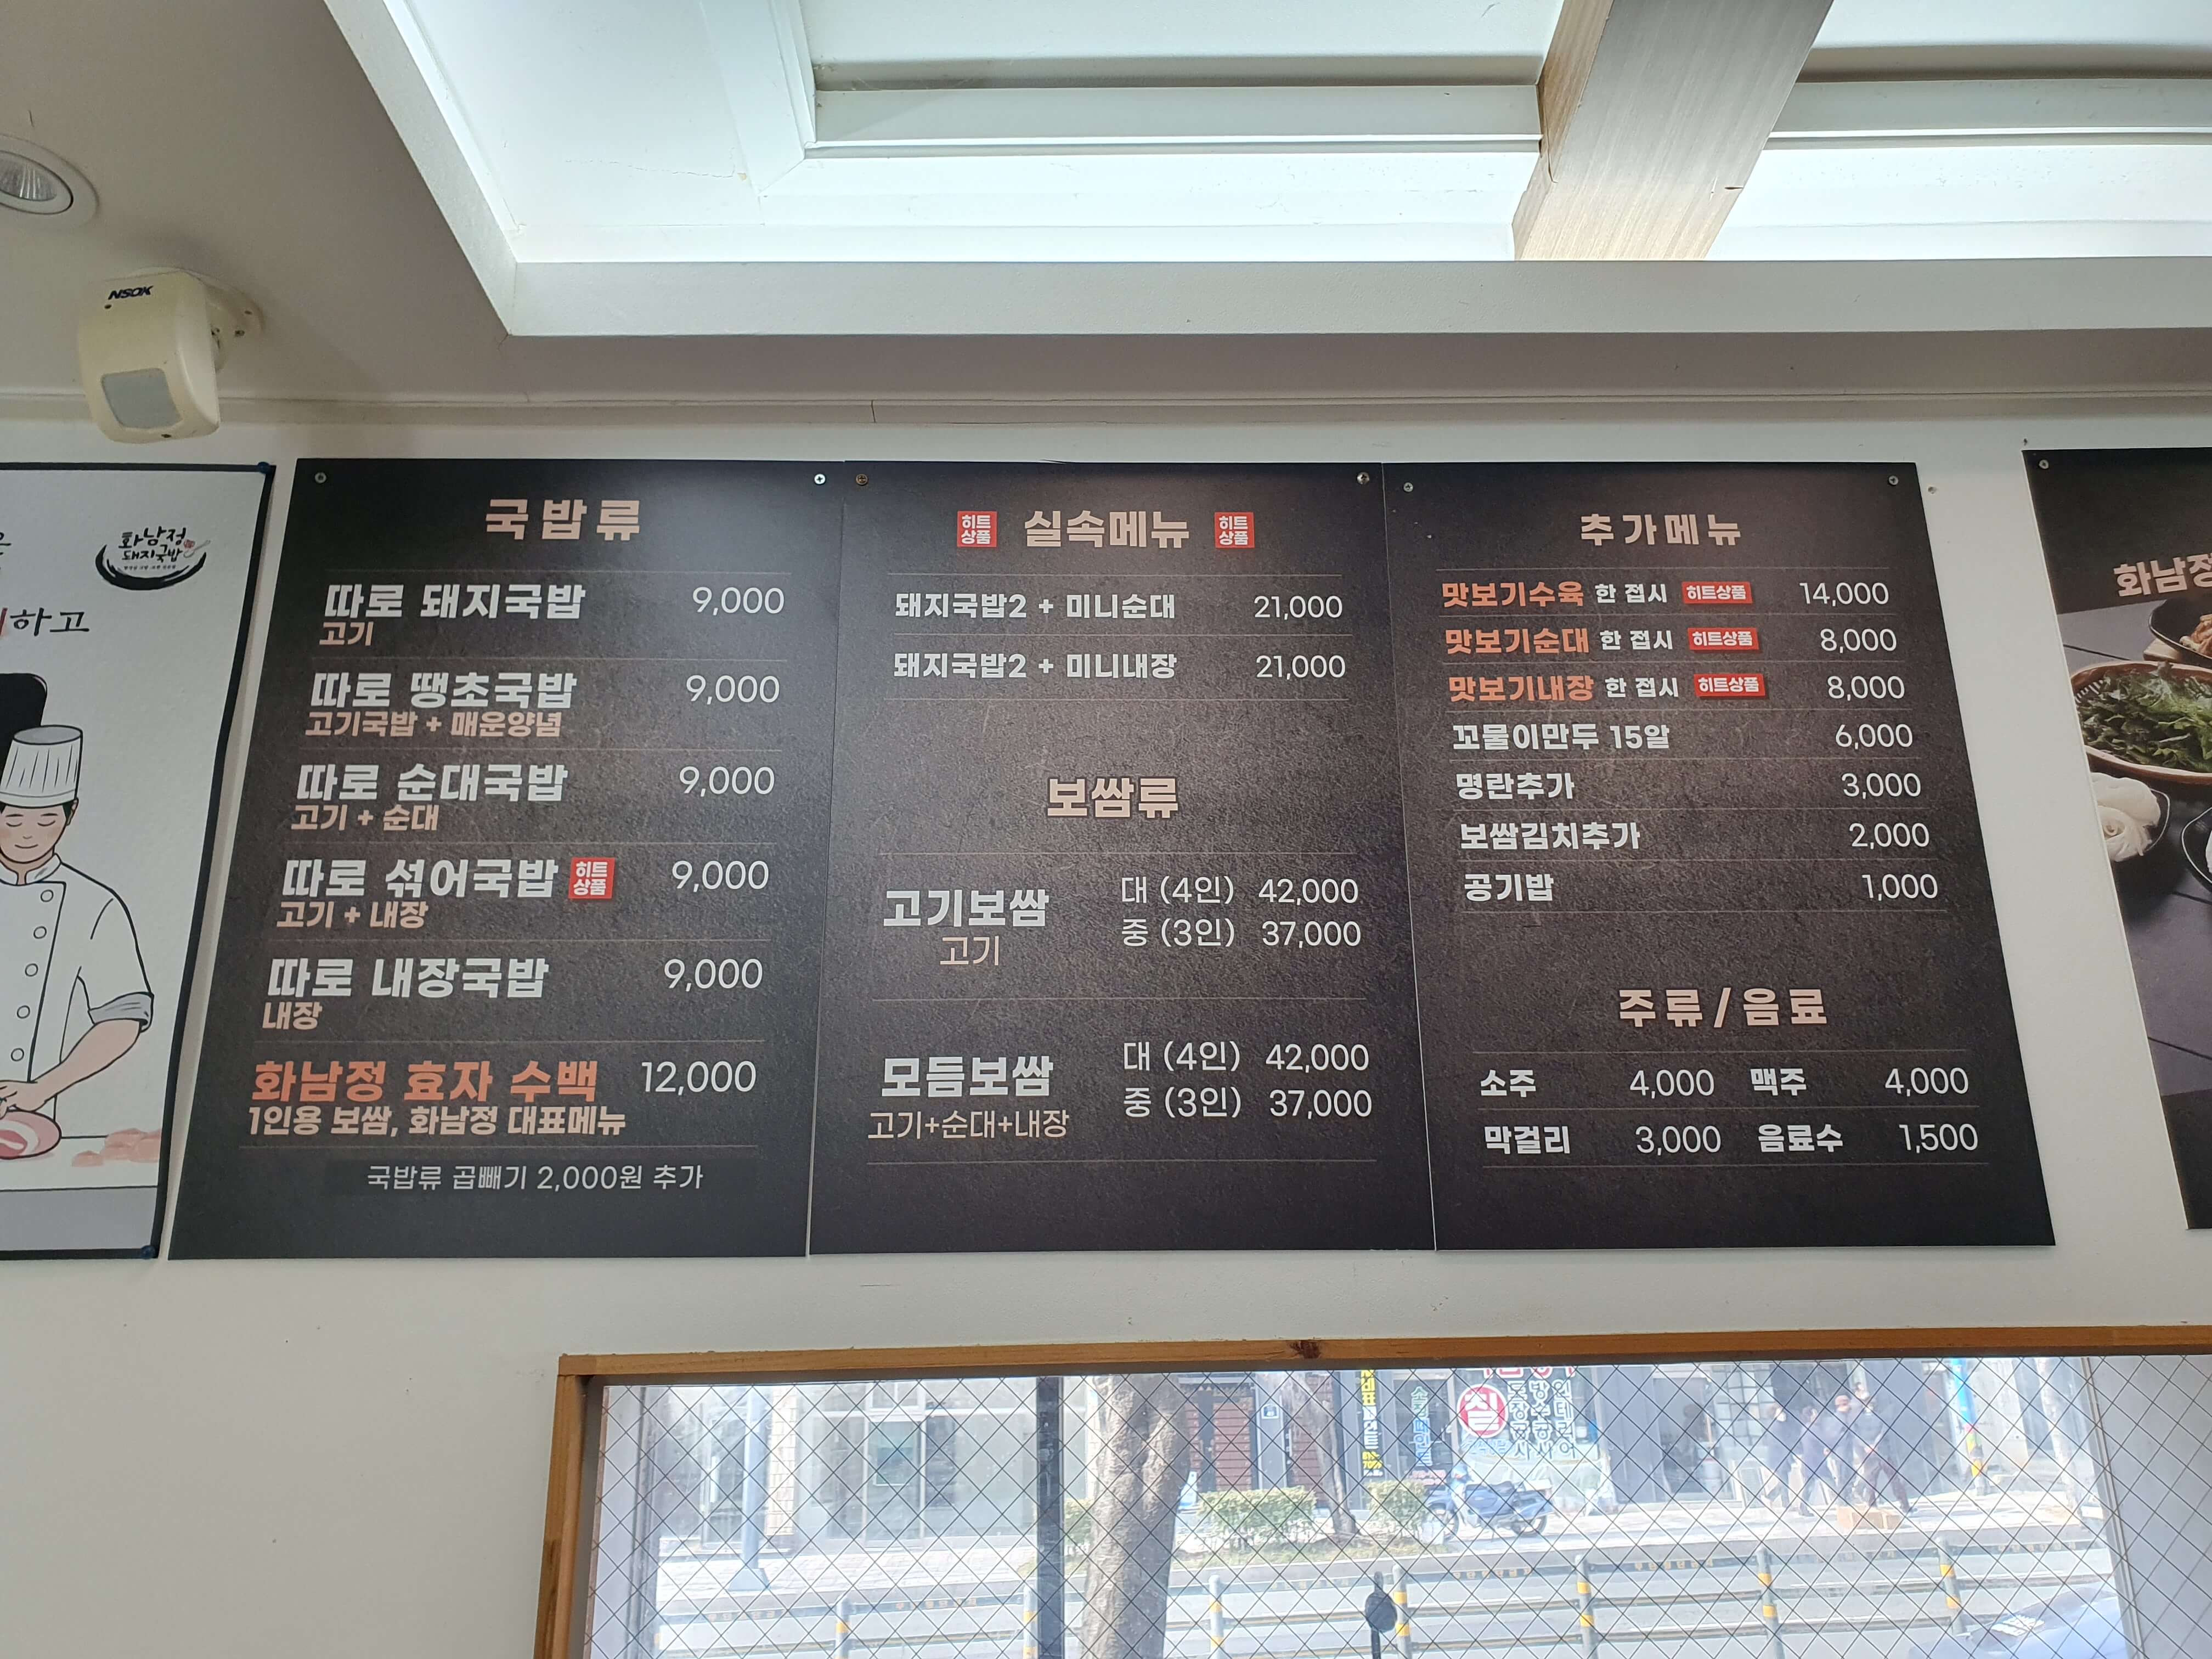 NSOK
화남정
돼지국밥
하고
국밥류
따로 돼지국밥 9,000
고기
따로 땡초국밥 9,000
고기국밥 + 매운양념
따로 순대국밥 9,000
고기 + 순대
따로 섞어국밥 히트상품 9,000
고기 + 내장
따로 내장국밥 9,000
내장
화남정 효자 수백 12,000
1인용 보쌈, 화남정 대표메뉴
국밥류 곱빼기 2,000원 추가
히트상품 실속메뉴 히트상품
돼지국밥2 + 미니순대 21,000
돼지국밥2 + 미니내장 21,000
보쌈류
고기보쌈 대 (4인) 42,000
고기 중 (3인) 37,000
모듬보쌈 대 (4인) 42,000
고기+순대+내장 중 (3인) 37,000
추가메뉴
맛보기수육 한 접시 히트상품 14,000
맛보기순대 한 접시 히트상품 8,000
맛보기내장 한 접시 히트상품 8,000
꼬물이만두 15알 6,000
명란추가 3,000
보쌈김치추가 2,000
공기밥 1,000
주류/음료
소주 4,000 맥주 4,000
막걸리 3,000 음료수 1,500
화남정
칠